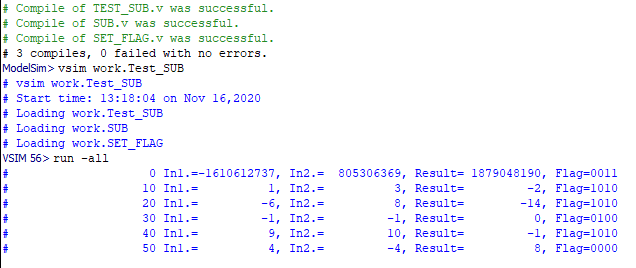 # Compile of TEST_SUB.v was successful.
# Compile of SUB.v was successful.
# Compile of SET_FLAG.v was successful.
# 3 compiles, 0 failed with no errors.
ModelSim> vsim work.Test_SUB
# vsim work.Test_SUB
# Start time: 13:18:04 on Nov 16,2020
# Loading work.Test_SUB
# Loading work.SUB
# Loading work.SET_FLAG
VSIM 56> run -all
#                    0 In1.=-1610612737, In2.=  805306369, Result= 1879048190, Flag=0011
#                   10 In1.=          1, In2.=          3, Result=         -2, Flag=1010
#                   20 In1.=         -6, In2.=          8, Result=        -14, Flag=1010
#                   30 In1.=         -1, In2.=         -1, Result=          0, Flag=0100
#                   40 In1.=          9, In2.=         10, Result=         -1, Flag=1010
#                   50 In1.=          4, In2.=         -4, Result=          8, Flag=0000